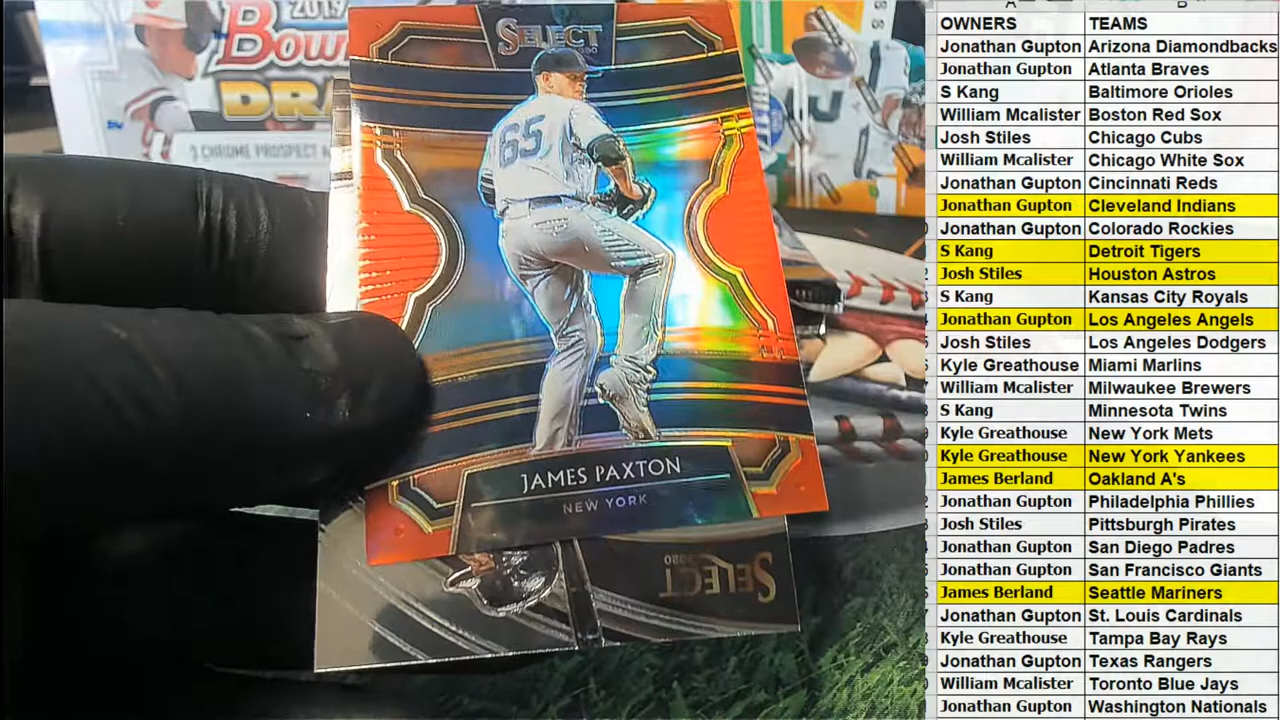 2019
Bow
DRA
CHROME PROSPECT
SELECT
65
JAMES PAXTON
NEW YORK
SELECT
2020
A B
OWNERS TEAMS
Jonathan Gupton Arizona Diamondbacks
Jonathan Gupton Atlanta Braves
S Kang Baltimore Orioles
William Mcalister Boston Red Sox
Josh Stiles Chicago Cubs
William Mcalister Chicago White Sox
Jonathan Gupton Cincinnati Reds
Jonathan Gupton Cleveland Indians
Jonathan Gupton Colorado Rockies
S Kang Detroit Tigers
Josh Stiles Houston Astros
S Kang Kansas City Royals
Jonathan Gupton Los Angeles Angels
Josh Stiles Los Angeles Dodgers
Kyle Greathouse Miami Marlins
William Mcalister Milwaukee Brewers
S Kang Minnesota Twins
Kyle Greathouse New York Mets
Kyle Greathouse New York Yankees
James Berland Oakland A's
Jonathan Gupton Philadelphia Phillies
Josh Stiles Pittsburgh Pirates
Jonathan Gupton San Diego Padres
Jonathan Gupton San Francisco Giants
James Berland Seattle Mariners
Jonathan Gupton St. Louis Cardinals
Kyle Greathouse Tampa Bay Rays
Jonathan Gupton Texas Rangers
William Mcalister Toronto Blue Jays
Jonathan Gupton Washington Nationals